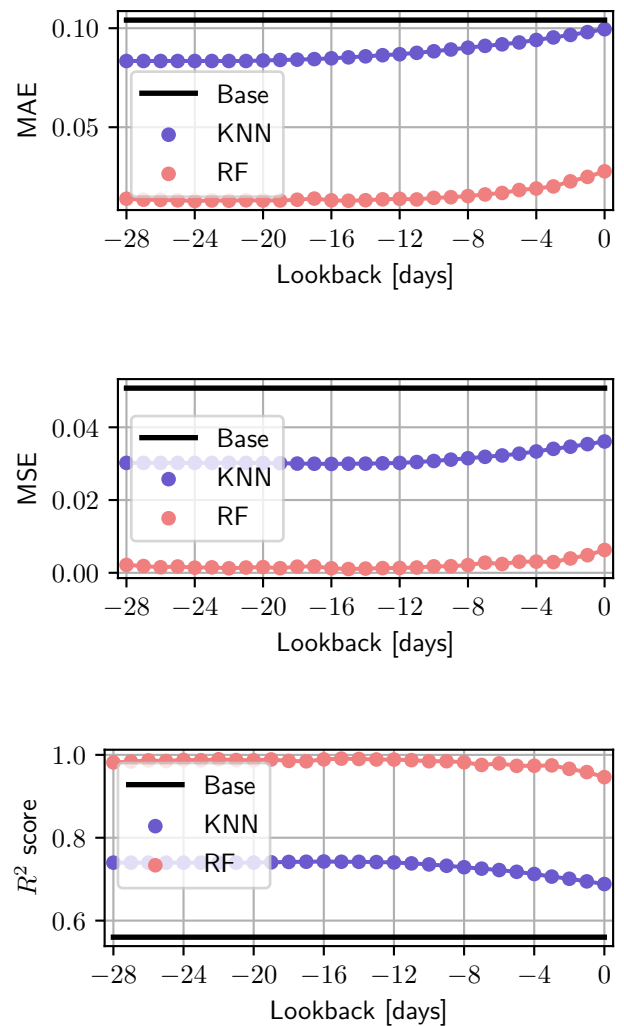 0.10
0.05
MAE
Base
KNN
RF
−28 −24 −20 −16 −12 −8 −4 0
Lookback [days]
0.04
0.02
0.00
MSE
Base
KNN
RF
−28 −24 −20 −16 −12 −8 −4 0
Lookback [days]
1.0
0.8
0.6
R² score
Base
KNN
RF
−28 −24 −20 −16 −12 −8 −4 0
Lookback [days]